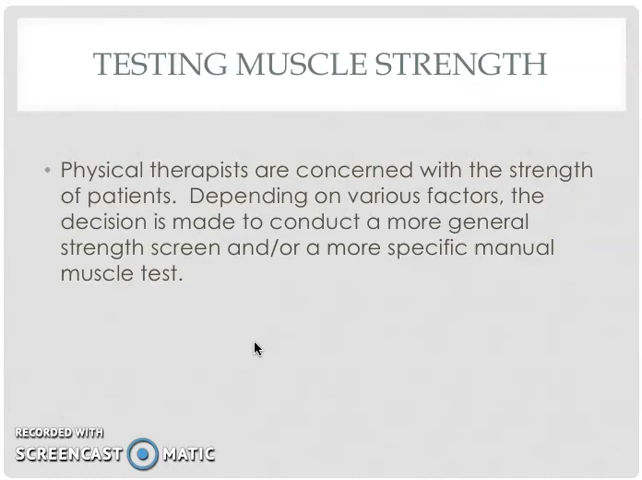 TESTING MUSCLE STRENGTH
• Physical therapists are concerned with the strength
of patients.  Depending on various factors, the
decision is made to conduct a more general
strength screen and/or a more specific manual
muscle test.
RECORDED WITH
SCREENCAST MATIC